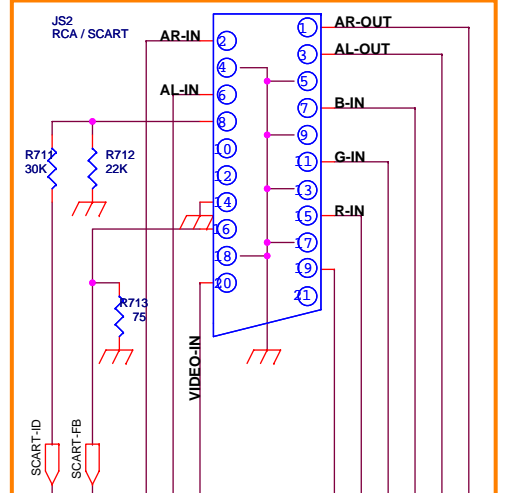 JS2
RCA / SCART
AR-IN
AR-OUT
1
2
AL-OUT
3
4
5
AL-IN
6
B-IN
7
8
9
R711
30K
R712
22K
10
G-IN
11
12
13
14
R-IN
15
16
17
18
19
20
21
R713
75
VIDEO-IN
SCART-ID
SCART-FB